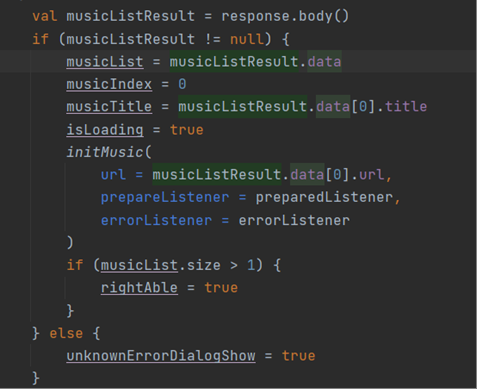 val musicListResult = response.body()
if (musicListResult != null) {
    musicList = musicListResult.data
    musicIndex = 0
    musicTitle = musicListResult.data[0].title
    isLoading = true
    initMusic(
        url = musicListResult.data[0].url,
        prepareListener = preparedListener,
        errorListener = errorListener
    )
    if (musicList.size > 1) {
        rightAble = true
    }
} else {
    unknownErrorDialogShow = true
}